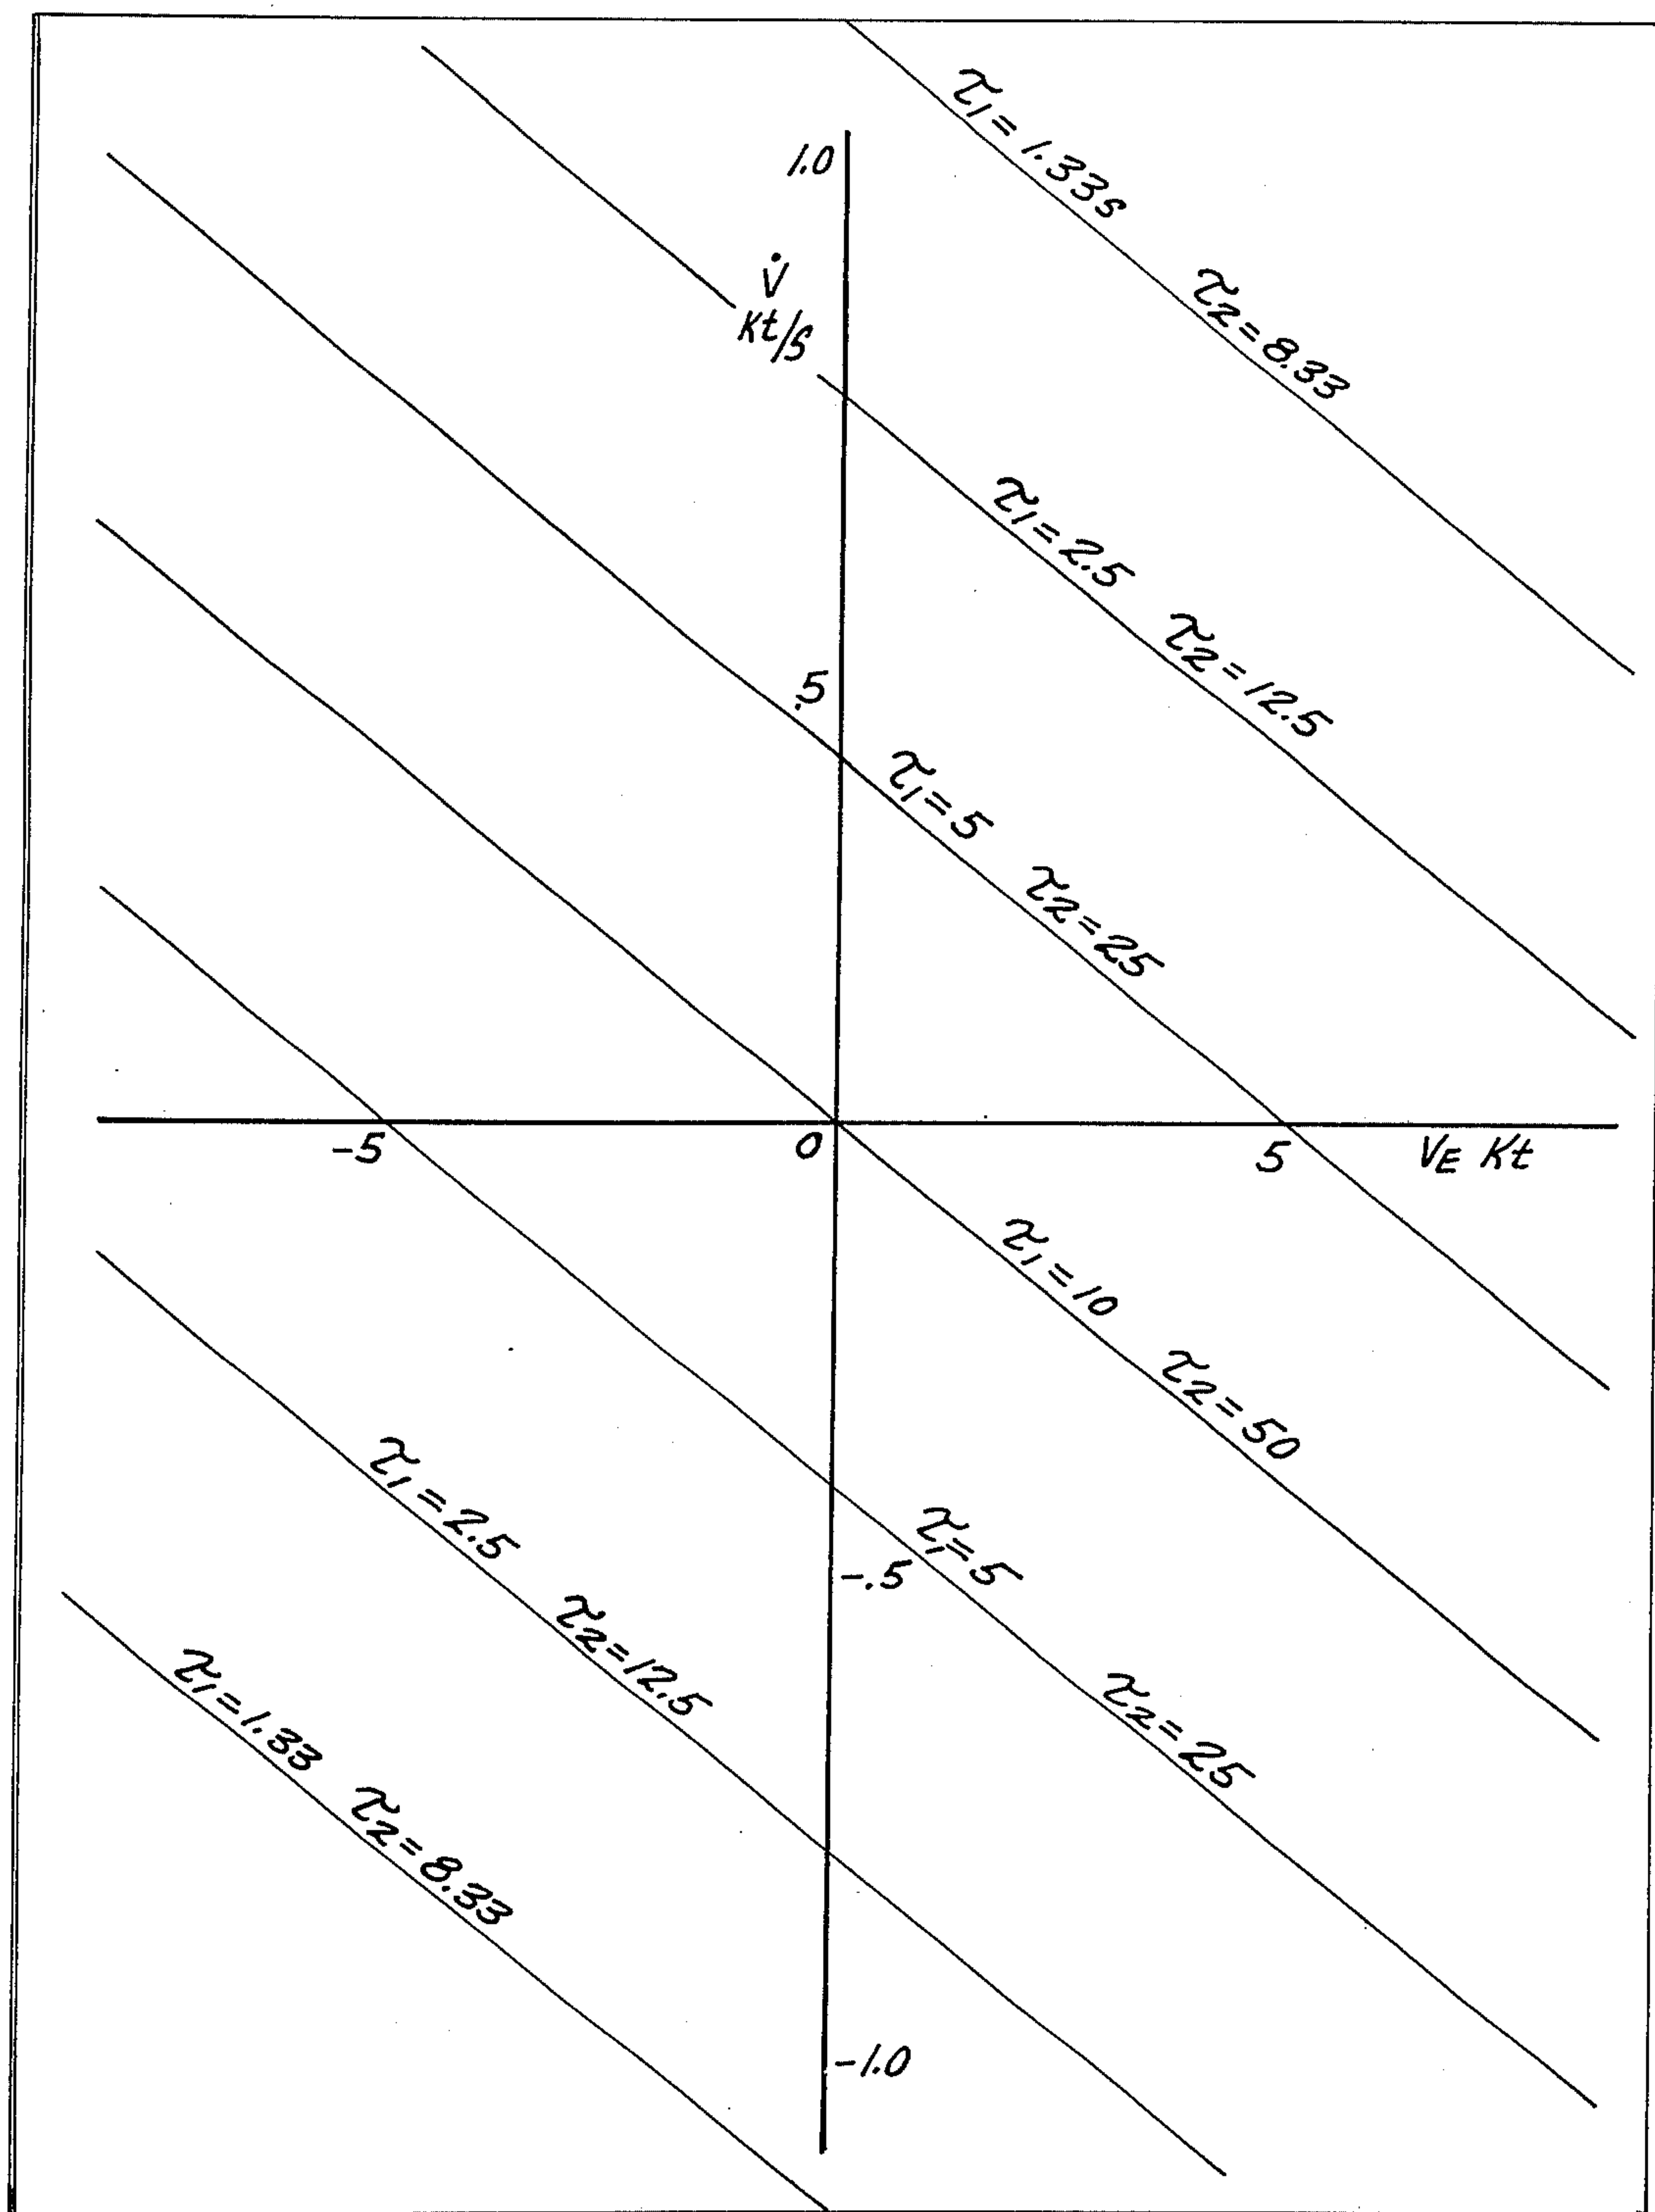 τ1 = 1.33s τ2 = 8.33
1.0
V̇
Kt/s
τ1 = 2.5 τ2 = 12.5
.5
τ1 = 5 τ2 = 25
-5
0
5
VE Kt
τ1 = 10 τ2 = 50
τ1 = 2.5 τ2 = 12.5
τ1 = 5 τ2 = 25
-.5
τ1 = 1.33 τ2 = 8.33
-1.0